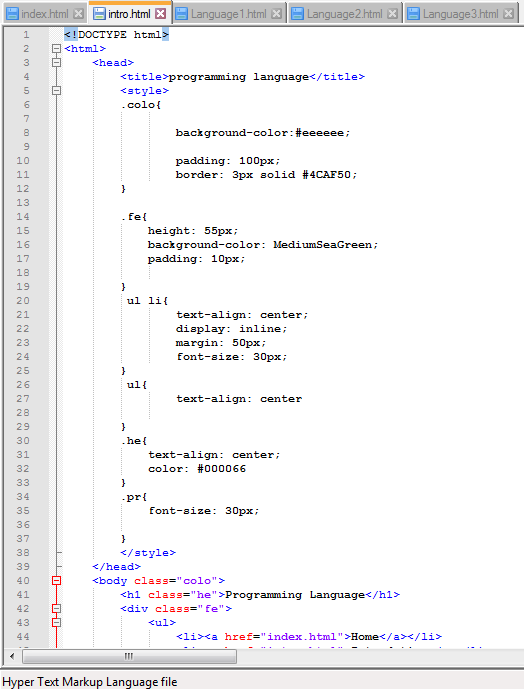 index.html intro.html Language1.html Language2.html Language3.html
1 <!DOCTYPE html>
2 <html>
3 <head>
4 <title>programming language</title>
5 <style>
6 .colo{
7
8 background-color:#eeeeee;
9
10 padding: 100px;
11 border: 3px solid #4CAF50;
12 }
13
14 .fe{
15 height: 55px;
16 background-color: MediumSeaGreen;
17 padding: 10px;
18
19 }
20 ul li{
21 text-align: center;
22 display: inline;
23 margin: 50px;
24 font-size: 30px;
25 }
26 ul{
27 text-align: center
28
29 }
30 .he{
31 text-align: center;
32 color: #000066
33 }
34 .pr{
35 font-size: 30px;
36
37 }
38 </style>
39 </head>
40 <body class="colo">
41 <h1 class="he">Programming Language</h1>
42 <div class="fe">
43 <ul>
44 <li><a href="index.html">Home</a></li>
Hyper Text Markup Language file